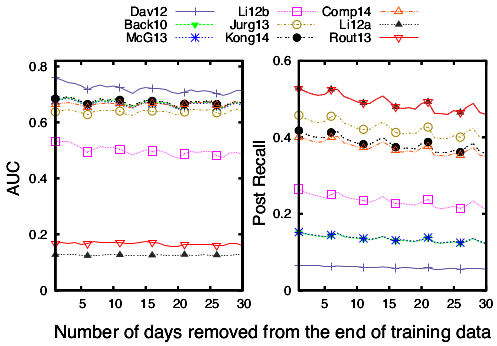 Dav12 Li12b Comp14
Back10 Jurg13 Li12a
McG13 Kong14 Rout13
0.8 0.6
0.6 0.4
0.4 0.2
0.2 0
0
AUC
Post Recall
5 10 15 20 25 30 5 10 15 20 25 30
Number of days removed from the end of training data